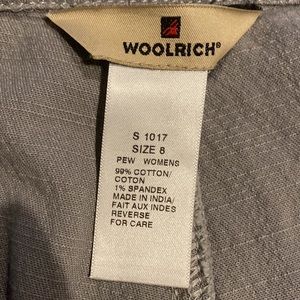 WOOLRICH®
S 1017
SIZE 8
PEW WOMENS
99% COTTON/
COTON
1% SPANDEX
MADE IN INDIA/
FAIT AUX INDES
REVERSE
FOR CARE